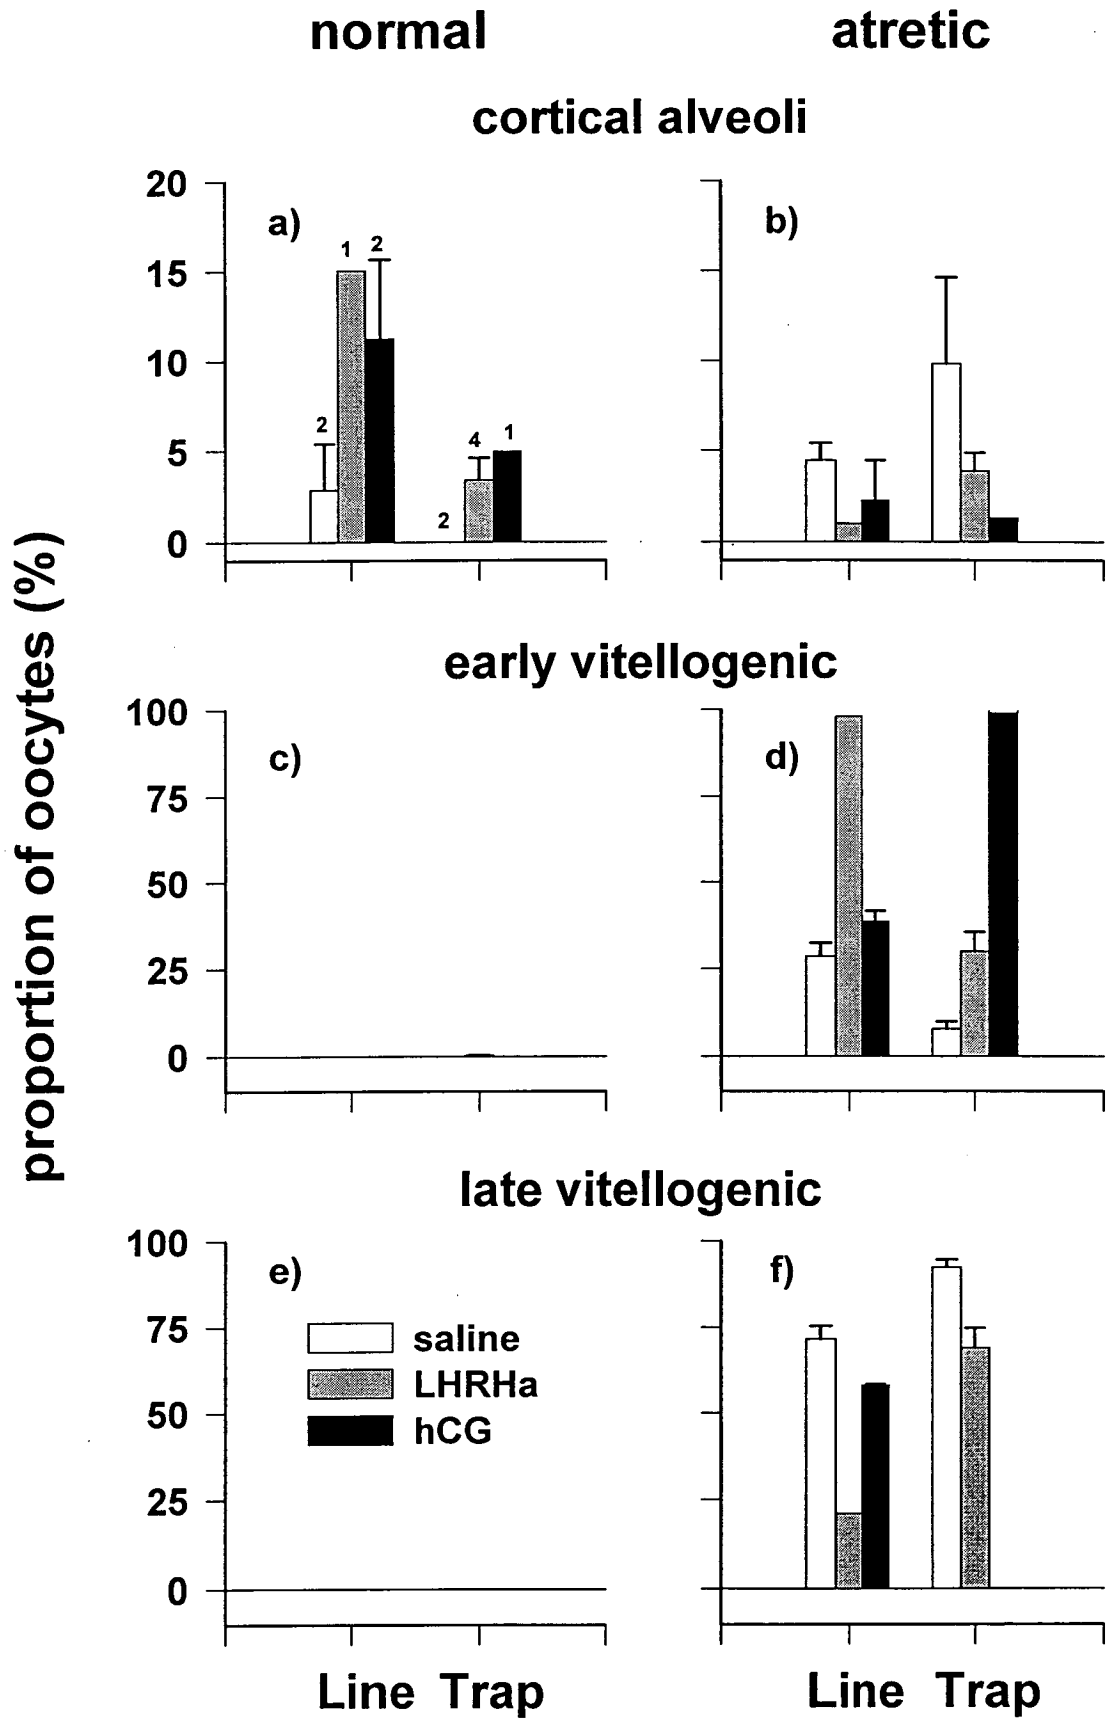 normal atretic
cortical alveoli
20
15
10
5
0
a)
1 2
2
4 1
2
b)
proportion of oocytes (%)
early vitellogenic
100
75
50
25
0
c)
d)
late vitellogenic
100
75
50
25
0
e)
saline
LHRHa
hCG
f)
Line Trap Line Trap